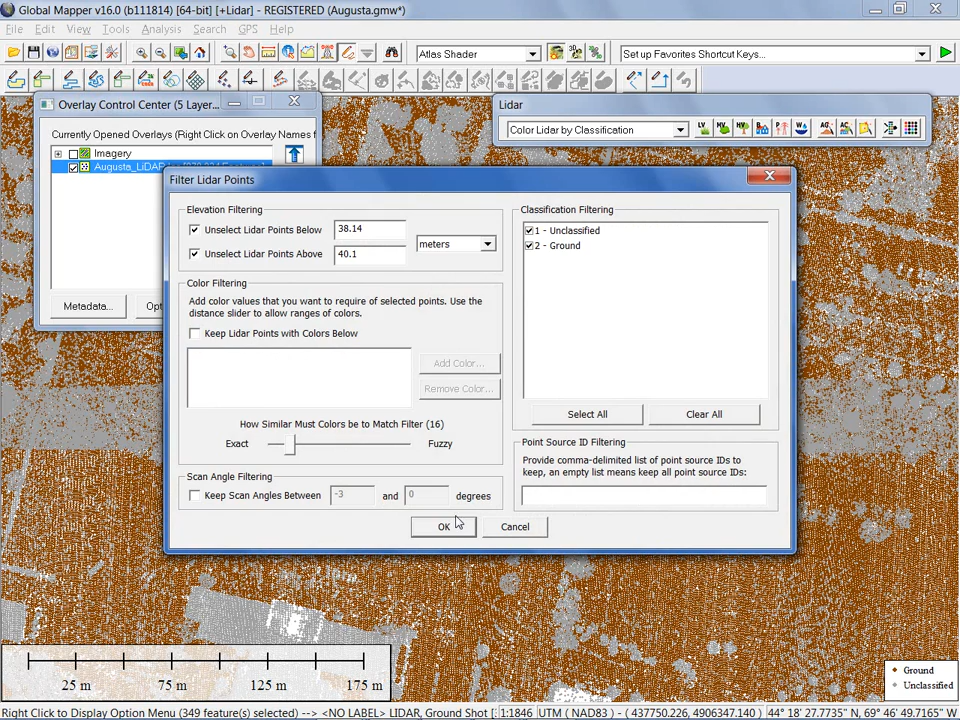 Global Mapper v16.0 (b111814) [64-bit] [+Lidar] - REGISTERED (Augusta.gmw*)
File Edit View Tools Analysis Search GPS Help
Atlas Shader
Set up Favorites Shortcut Keys...
Overlay Control Center (5 Layer...
Currently Opened Overlays (Right Click on Overlay Names f
Imagery
Metadata...
Lidar
Color Lidar by Classification
Filter Lidar Points
Elevation Filtering
Unselect Lidar Points Below 38.14
meters
Unselect Lidar Points Above 40.1
Color Filtering
Add color values that you want to require of selected points. Use the
distance slider to allow ranges of colors.
Keep Lidar Points with Colors Below
Add Color...
Remove Color...
How Similar Must Colors be to Match Filter (16)
Exact Fuzzy
Scan Angle Filtering
Keep Scan Angles Between -3 and 0 degrees
Classification Filtering
1 - Unclassified
2 - Ground
Select All Clear All
Point Source ID Filtering
Provide comma-delimited list of point source IDs to
keep, an empty list means keep all point source IDs:
OK Cancel
25 m 75 m 125 m 175 m
Ground
Unclassified
Right Click to Display Option Menu (349 feature(s) selected) --> <NO LABEL> LIDAR, Ground Shot [ 1:1846 UTM ( NAD83 ) - ( 437750.226, 4906347.140 ) 44° 18' 27.7735" N, 69° 46' 49.7165" W